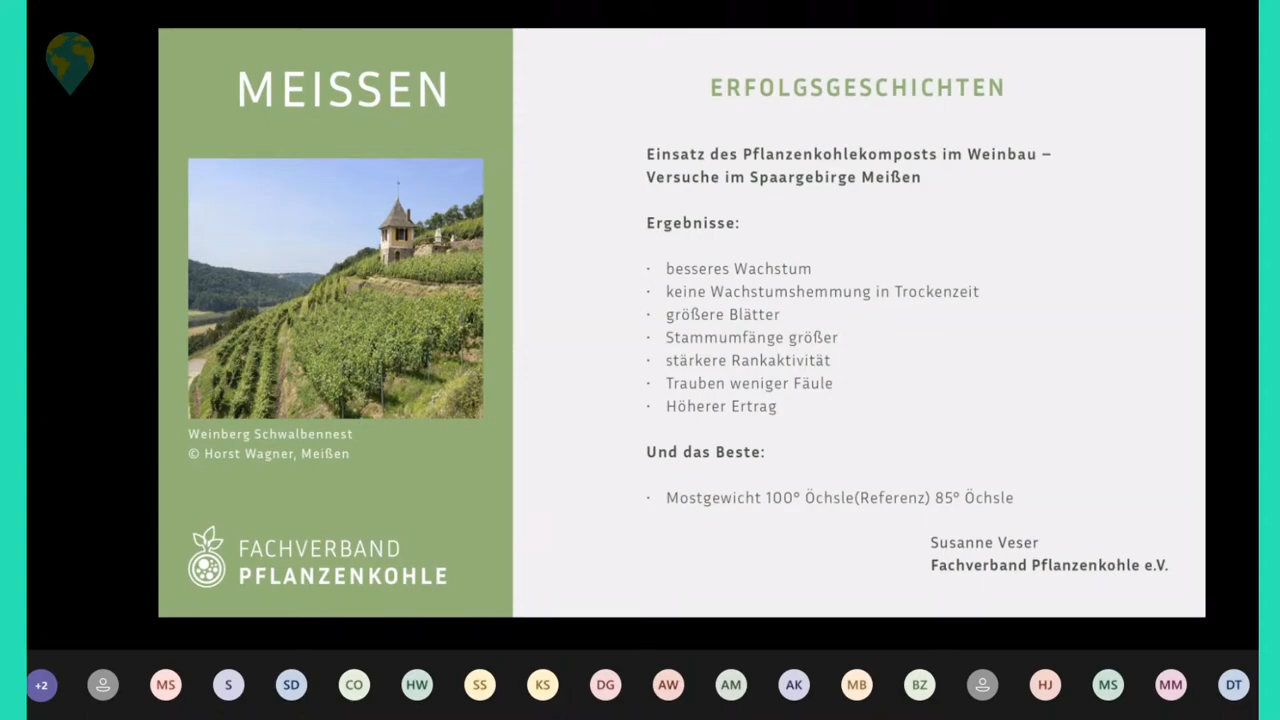 MEISSEN
Weinberg Schwalbennest
© Horst Wagner, Meißen
FACHVERBAND
PFLANZENKOHLE
ERFOLGSGESCHICHTEN
Einsatz des Pflanzenkohlekomposts im Weinbau –
Versuche im Spaargebirge Meißen
Ergebnisse:
· besseres Wachstum
· keine Wachstumshemmung in Trockenzeit
· größere Blätter
· Stammumfänge größer
· stärkere Rankaktivität
· Trauben weniger Fäule
· Höherer Ertrag
Und das Beste:
· Mostgewicht 100° Öchsle(Referenz) 85° Öchsle
Susanne Veser
Fachverband Pflanzenkohle e.V.
+2 MS S SD CO HW SS KS DG AW AM AK MB BZ HJ MS MM DT